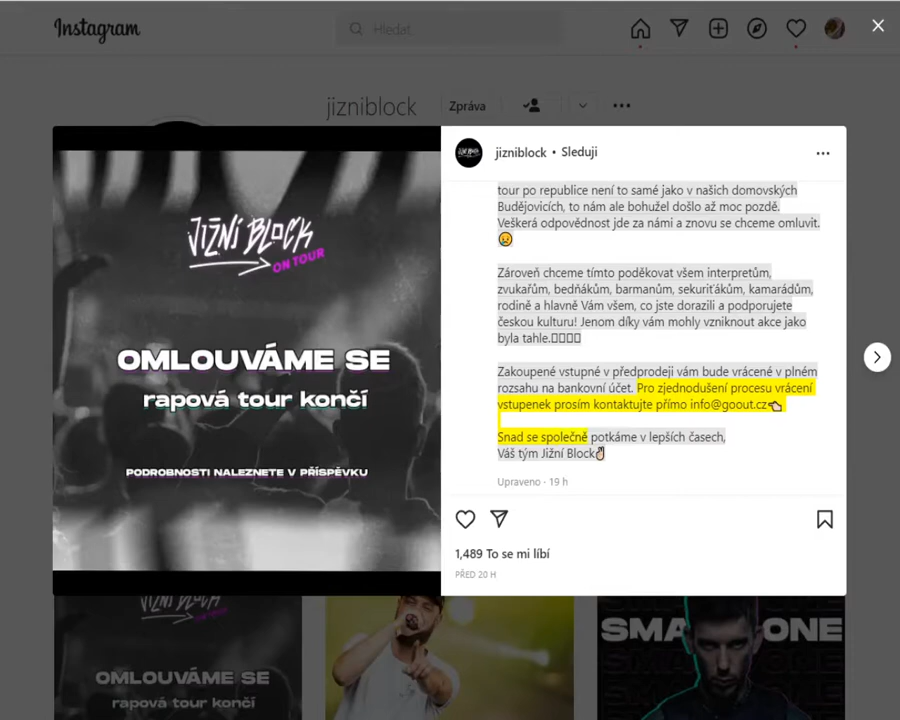 Instagram
Hledat
jizniblock
Zpráva
JIŽNÍ BLOCK
ON TOUR
OMLOUVÁME SE
rapová tour končí
PODROBNOSTI NALEZNETE V PŘÍSPĚVKU
jizniblock • Sleduji
tour po republice není to samé jako v našich domovských
Budějovicích, to nám ale bohužel došlo až moc pozdě.
Veškerá odpovědnost jde za námi a znovu se chceme omluvit.
😟
Zároveň chceme tímto poděkovat všem interpretům,
zvukařům, bedňákům, barmanům, sekuriťákům, kamarádům,
rodině a hlavně Vám všem, co jste dorazili a podporujete
českou kulturu! Jenom díky vám mohly vzniknout akce jako
byla tahle.
Zakoupené vstupné v předprodeji vám bude vrácené v plném
rozsahu na bankovní účet. Pro zjednodušení procesu vrácení
vstupenek prosím kontaktujte přímo info@goout.cz👈
Snad se společně potkáme v lepších časech,
Váš tým Jižní Block
Upraveno · 19 h
1,489 To se mi líbí
PŘED 20 H
JIŽNÍ BLOCK
OMLOUVÁME SE
rapová tour končí
SMA ONE